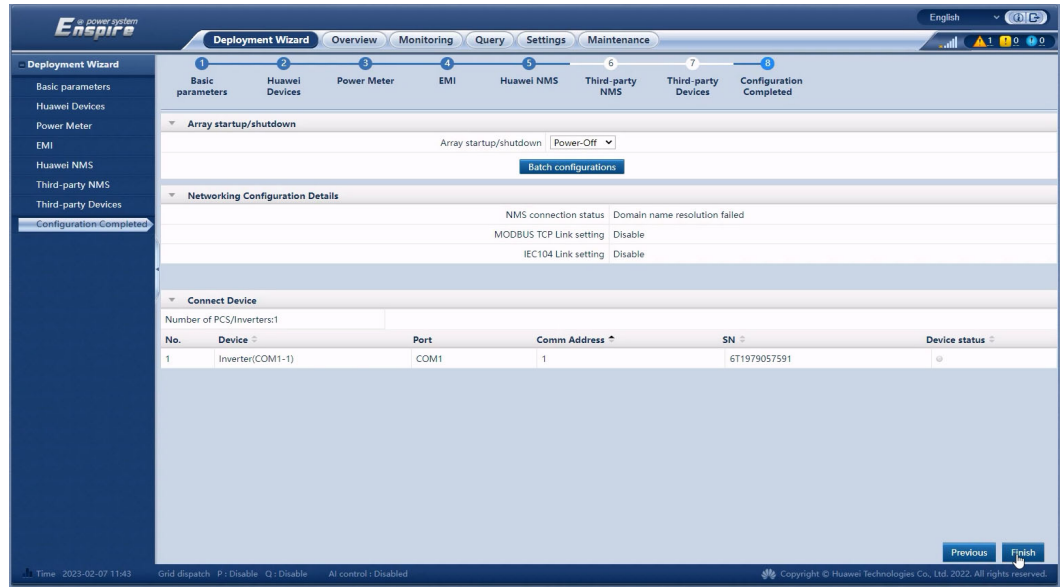 @ power system
Enspire
English
Deployment Wizard Overview Monitoring Query Settings Maintenance
1 0 0
Deployment Wizard
Basic parameters
Huawei Devices
Power Meter
EMI
Huawei NMS
Third-party NMS
Third-party Devices
Configuration Completed
1 2 3 4 5 6 7 8
Basic parameters Huawei Devices Power Meter EMI Huawei NMS Third-party NMS Third-party Devices Configuration Completed
Array startup/shutdown
Array startup/shutdown Power-Off
Batch configurations
Networking Configuration Details
NMS connection status Domain name resolution failed
MODBUS TCP Link setting Disable
IEC104 Link setting Disable
Connect Device
Number of PCS/Inverters:1
No. Device Port Comm Address SN Device status
1 Inverter(COM1-1) COM1 1 6T1979057591
Previous Finish
Time 2023-02-07 11:43 Grid dispatch P : Disable Q : Disable AI control : Disabled Copyright © Huawei Technologies Co., Ltd. 2022. All rights reserved.